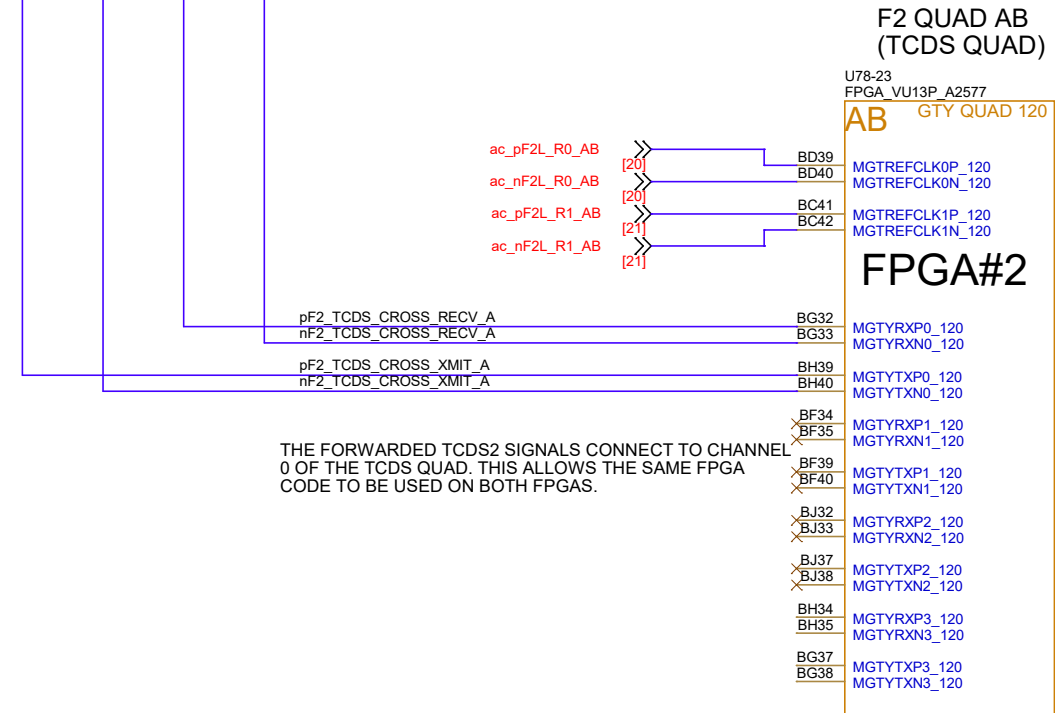 F2 QUAD AB
(TCDS QUAD)
U78-23
FPGA_VU13P_A2577
AB GTY QUAD 120
ac_pF2L_R0_AB [20] BD39 MGTREFCLK0P_120
ac_nF2L_R0_AB [20] BD40 MGTREFCLK0N_120
ac_pF2L_R1_AB [21] BC41 MGTREFCLK1P_120
ac_nF2L_R1_AB [21] BC42 MGTREFCLK1N_120
FPGA#2
pF2_TCDS_CROSS_RECV_A BG32 MGTYRXP0_120
nF2_TCDS_CROSS_RECV_A BG33 MGTYRXN0_120
pF2_TCDS_CROSS_XMIT_A BH39 MGTYTXP0_120
nF2_TCDS_CROSS_XMIT_A BH40 MGTYTXN0_120
BF34 MGTYRXP1_120
BF35 MGTYRXN1_120
THE FORWARDED TCDS2 SIGNALS CONNECT TO CHANNEL
0 OF THE TCDS QUAD. THIS ALLOWS THE SAME FPGA
CODE TO BE USED ON BOTH FPGAS.
BF39 MGTYTXP1_120
BF40 MGTYTXN1_120
BJ32 MGTYRXP2_120
BJ33 MGTYRXN2_120
BJ37 MGTYTXP2_120
BJ38 MGTYTXN2_120
BH34 MGTYRXP3_120
BH35 MGTYRXN3_120
BG37 MGTYTXP3_120
BG38 MGTYTXN3_120